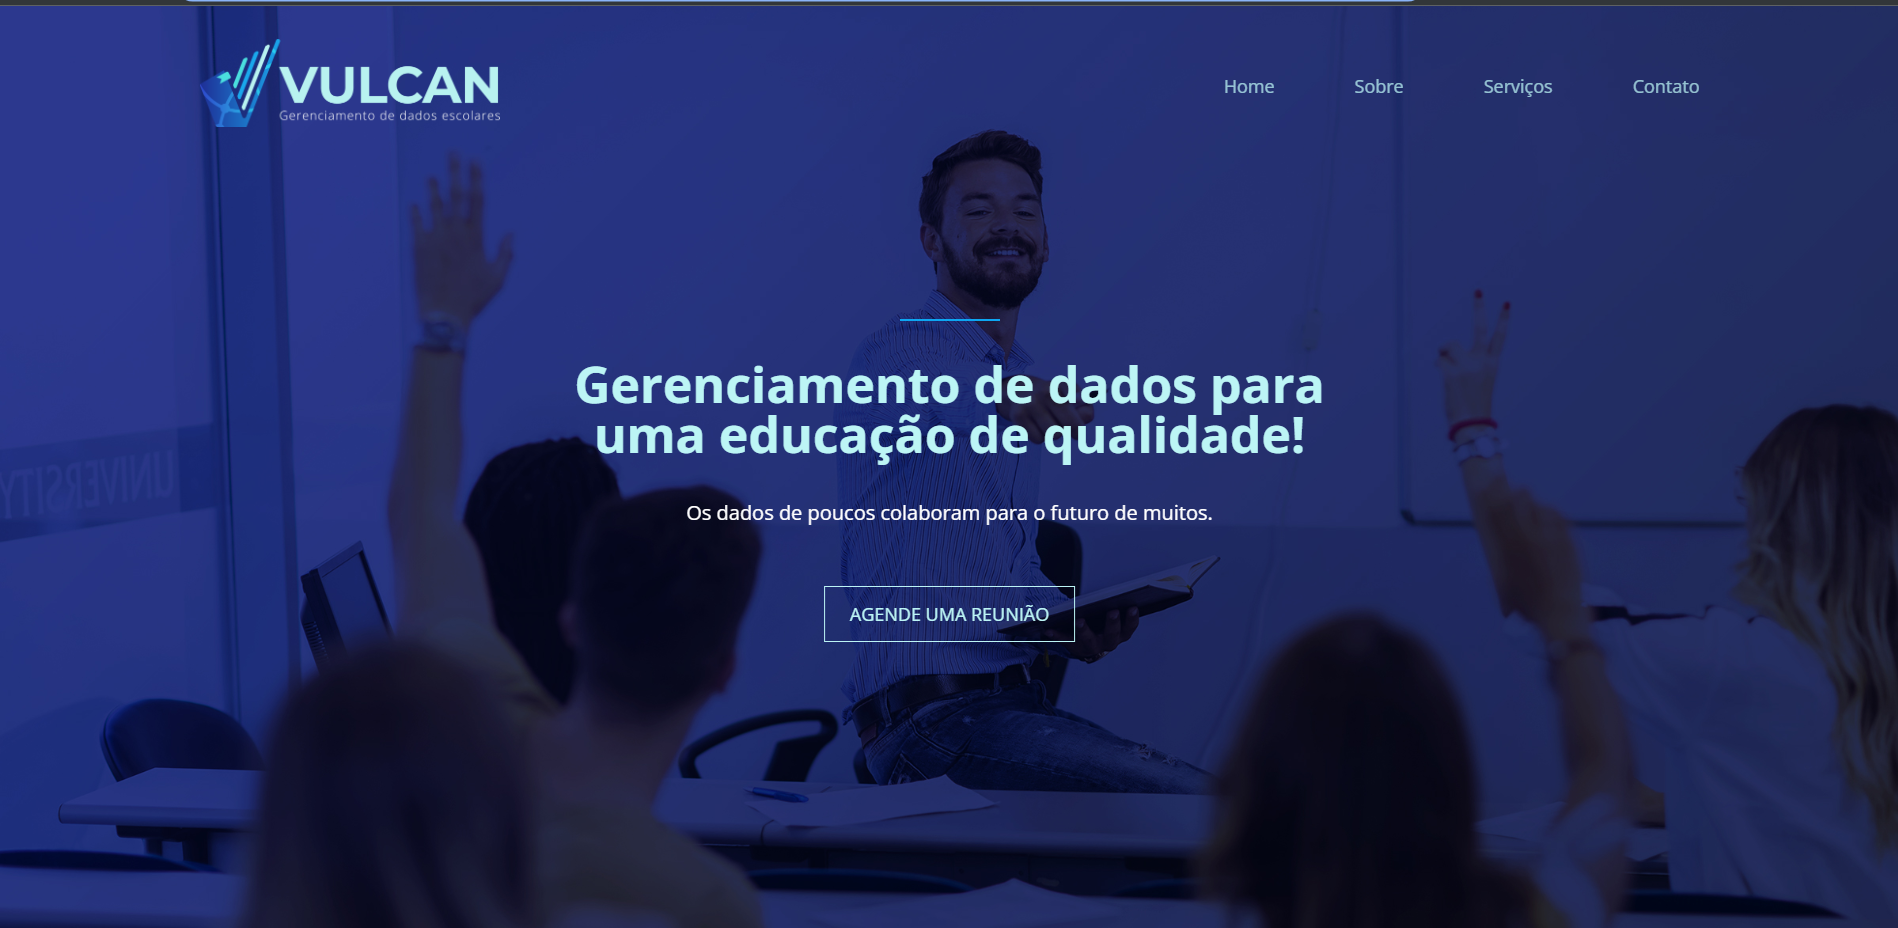 VULCAN
Gerenciamento de dados escolares
Home
Sobre
Serviços
Contato
Gerenciamento de dados para
uma educação de qualidade!
Os dados de poucos colaboram para o futuro de muitos.
AGENDE UMA REUNIÃO
UNIVERSITY